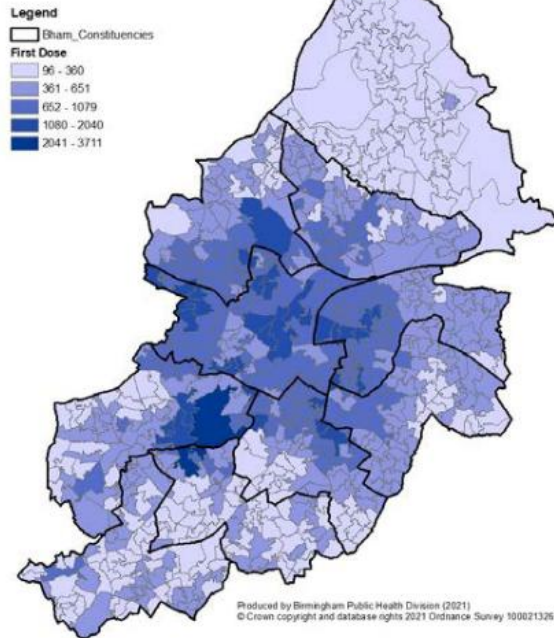 Legend
Bham_Constituencies
First Dose
96 - 360
361 - 651
652 - 1079
1080 - 2040
2041 - 3711
Produced by Birmingham Public Health Division (2021)
© Crown copyright and database rights 2021 Ordnance Survey 100021326